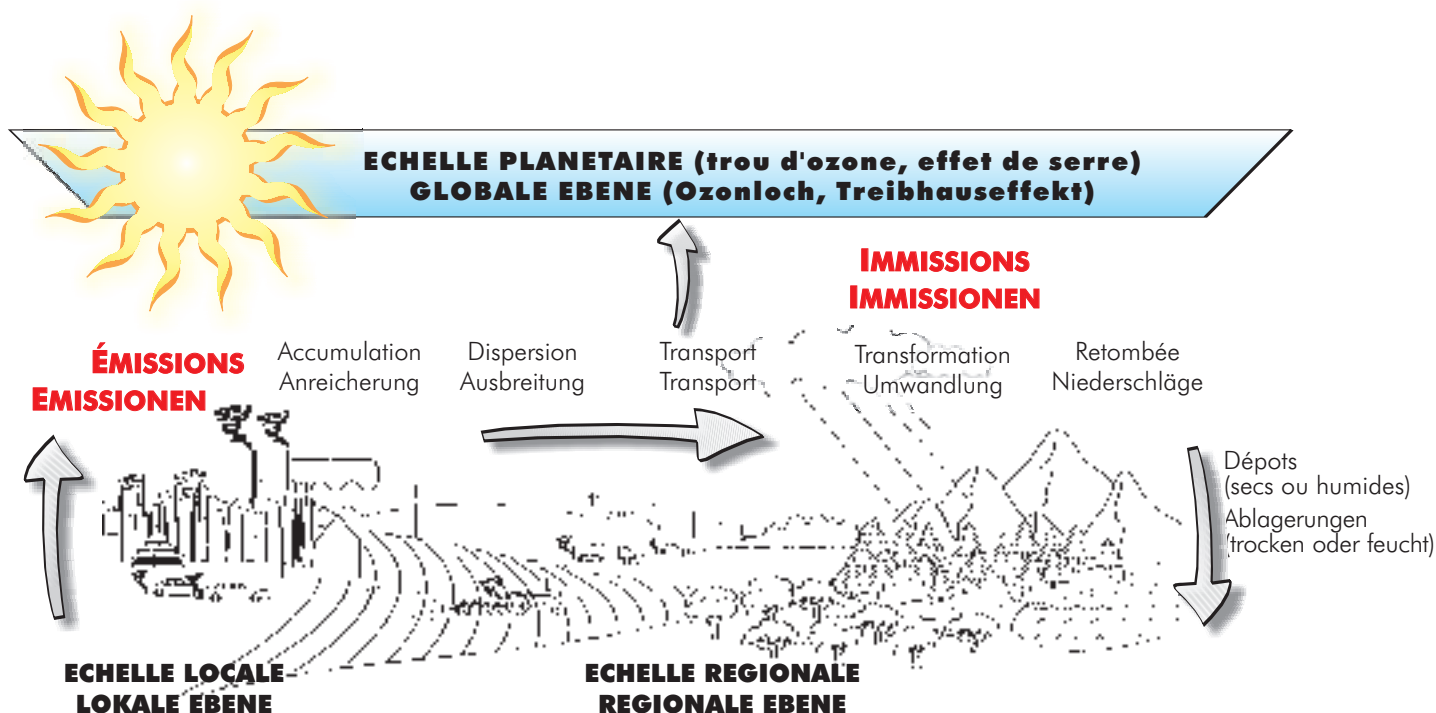 ECHELLE PLANETAIRE (trou d'ozone, effet de serre)
GLOBALE EBENE (Ozonloch, Treibhauseffekt)
IMMISSIONS
IMMISSIONEN
ÉMISSIONS
EMISSIONEN
Accumulation
Anreicherung
Dispersion
Ausbreitung
Transport
Transport
Transformation
Umwandlung
Retombée
Niederschläge
Dépots
(secs ou humides)
Ablagerungen
(trocken oder feucht)
ECHELLE LOCALE
LOKALE EBENE
ECHELLE REGIONALE
REGIONALE EBENE